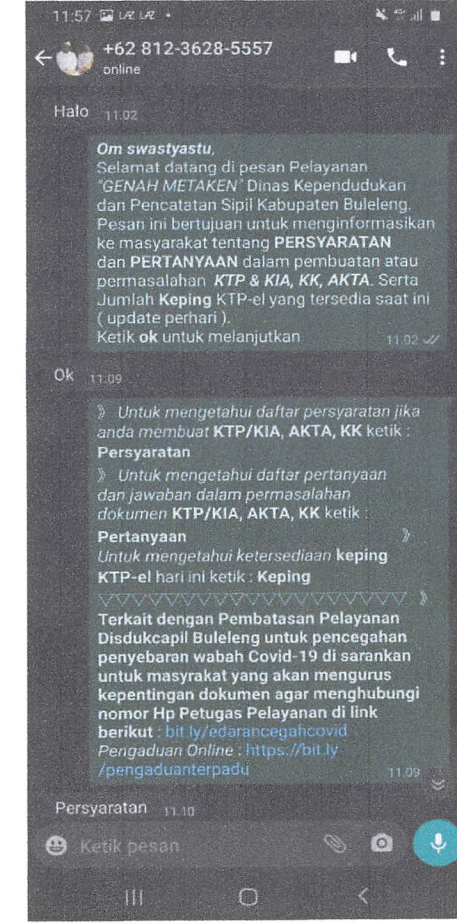 11:57
+62 812-3628-5557
online
Halo 11.02
Om swastyastu,
Selamat datang di pesan Pelayanan
"GENAH METAKEN" Dinas Kependudukan
dan Pencatatan Sipil Kabupaten Buleleng.
Pesan ini bertujuan untuk menginformasikan
ke masyarakat tentang PERSYARATAN
dan PERTANYAAN dalam pembuatan atau
permasalahan KTP & KIA, KK, AKTA. Serta
Jumlah Keping KTP-el yang tersedia saat ini
( update perhari ).
Ketik ok untuk melanjutkan 11.02
Ok 11.09
》 Untuk mengetahui daftar persyaratan jika
anda membuat KTP/KIA, AKTA, KK ketik :
Persyaratan
》 Untuk mengetahui daftar pertanyaan
dan jawaban dalam permasalahan
dokumen KTP/KIA, AKTA, KK ketik :
Pertanyaan 》
Untuk mengetahui ketersediaan keping
KTP-el hari ini ketik : Keping
▽▽▽▽▽▽▽▽▽▽▽▽▽▽▽▽▽ 》
Terkait dengan Pembatasan Pelayanan
Disdukcapil Buleleng untuk pencegahan
penyebaran wabah Covid-19 di sarankan
untuk masyrakat yang akan mengurus
kepentingan dokumen agar menghubungi
nomor Hp Petugas Pelayanan di link
berikut : bit.ly/edarancegahcovid
Pengaduan Online : https://bit.ly
/pengaduanterpadu 11.09
Persyaratan 11.10
Ketik pesan